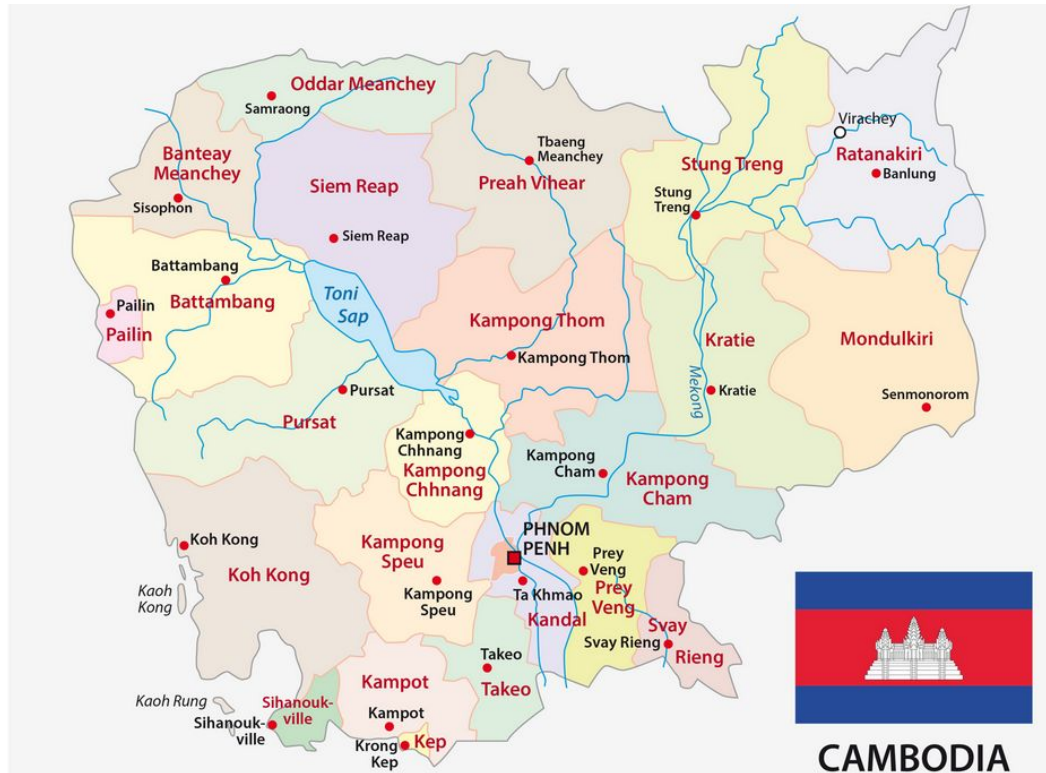 Oddar Meanchey
Samraong
Banteay
Meanchey
Sisophon
Siem Reap
Siem Reap
Tbaeng
Meanchey
Preah Vihear
Stung Treng
Stung
Treng
Virachey
Ratanakiri
Banlung
Battambang
Battambang
Pailin
Pailin
Toni
Sap
Kampong Thom
Kampong Thom
Kratie
Kratie
Mekong
Mondulkiri
Senmonorom
Pursat
Pursat
Kampong
Chhnang
Kampong
Chhnang
Kampong
Cham
Kampong
Cham
Koh Kong
Koh Kong
Kaoh
Kong
Kampong
Speu
Kampong
Speu
PHNOM
PENH
Ta Khmao
Kandal
Prey
Veng
Prey
Veng
Svay Rieng
Svay
Rieng
Takeo
Takeo
Kampot
Kampot
Krong
Kep
Kep
Kaoh Rung
Sihanouk-
ville
Sihanouk-
ville
CAMBODIA